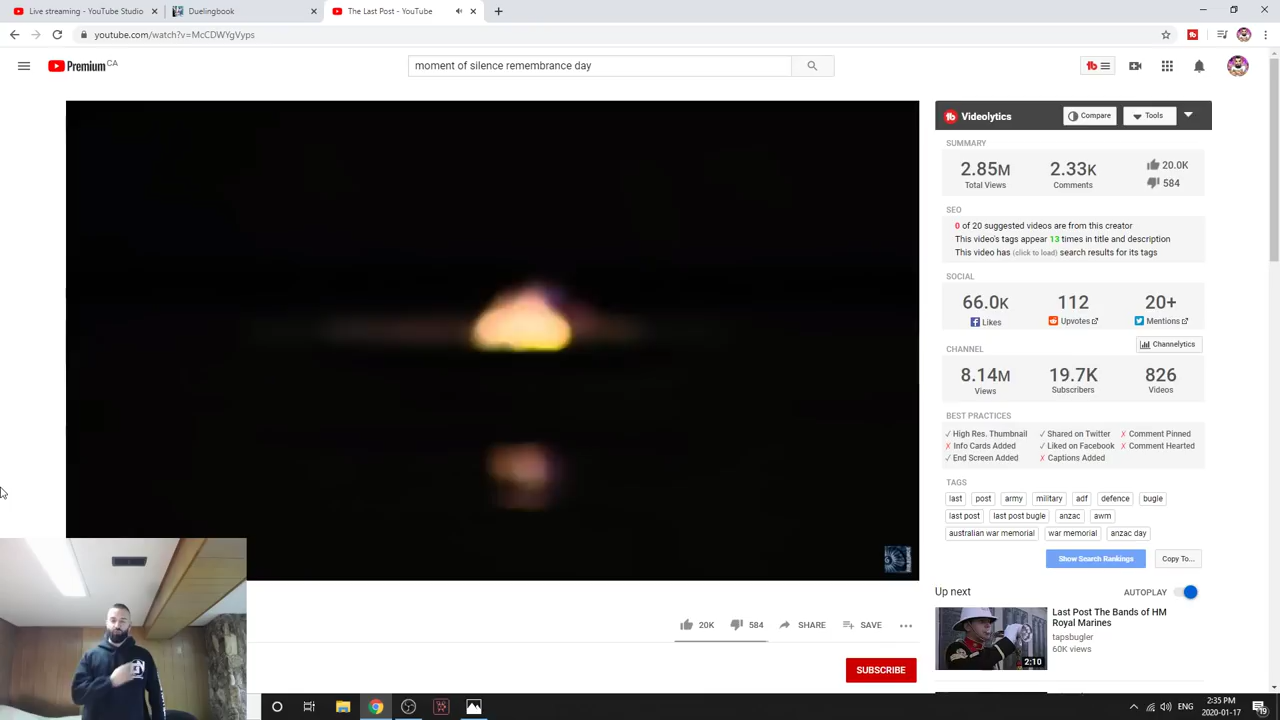 Live streaming - YouTube Studio
Duelingbook
The Last Post - YouTube
youtube.com/watch?v=McCDWYgVyps
Premium CA
moment of silence remembrance day
Videolytics
Compare
Tools
SUMMARY
2.85M
2.33K
20.0K
Total Views
Comments
584
SEO
0 of 20 suggested videos are from this creator
This video's tags appear 13 times in title and description
This video has (click to load) search results for its tags
SOCIAL
66.0K
112
20+
Likes
Upvotes
Mentions
CHANNEL
Channelytics
8.14M
19.7K
826
Views
Subscribers
Videos
BEST PRACTICES
✓ High Res. Thumbnail
✓ Shared on Twitter
✗ Comment Pinned
✗ Info Cards Added
✓ Liked on Facebook
✗ Comment Hearted
✓ End Screen Added
✗ Captions Added
TAGS
last post army military adf defence bugle
last post last post bugle anzac awm
australian war memorial war memorial anzac day
Show Search Rankings
Copy To...
Up next
AUTOPLAY
Last Post The Bands of HM
Royal Marines
tapsbugler
60K views
2:10
20K
584
SHARE
SAVE
SUBSCRIBE
2:35 PM
2020-01-17
19